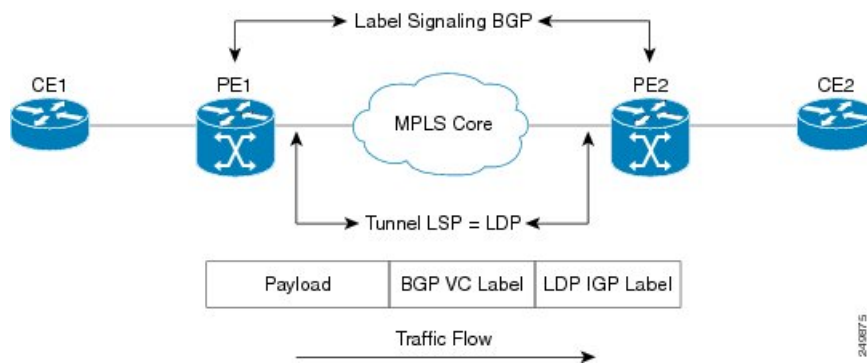 Label Signaling BGP
CE1
PE1
PE2
CE2
MPLS Core
Tunnel LSP = LDP
Payload
BGP VC Label
LDP IGP Label
Traffic Flow